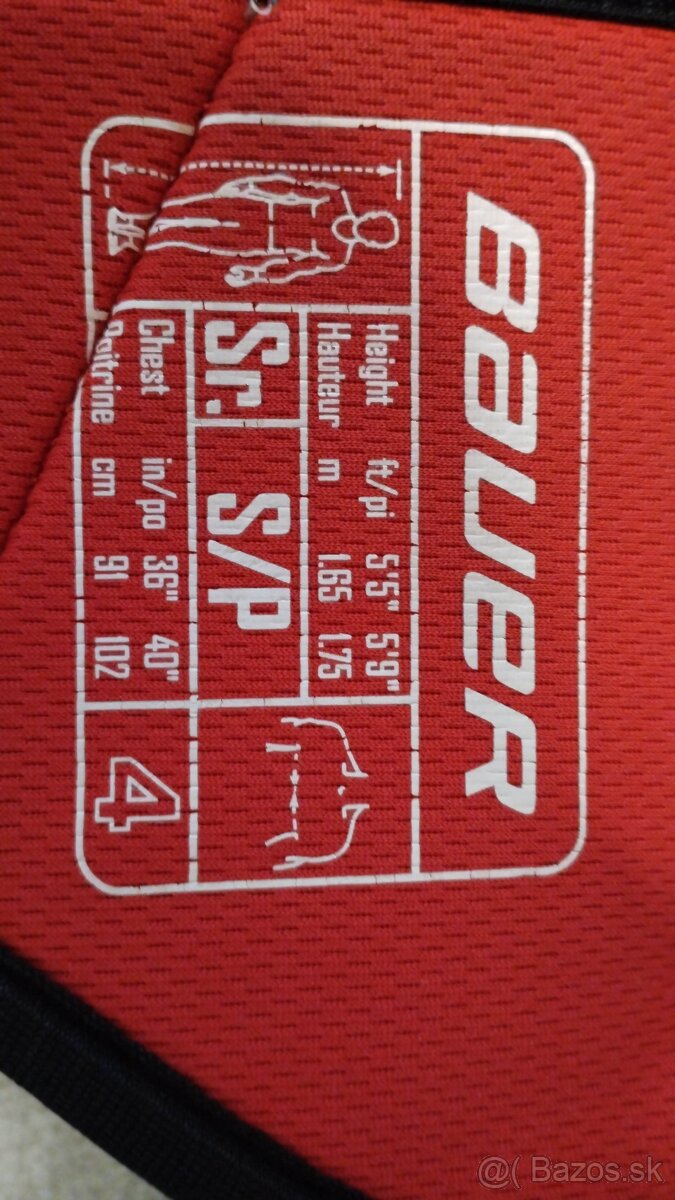 BAUER
Height ft/pi 5'5" 5'9"
Hauteur m 1.65 1.75
Sr. S/P
Chest in/po 36" 40"
Poitrine cm 91 102
4
@( Bazos.sk